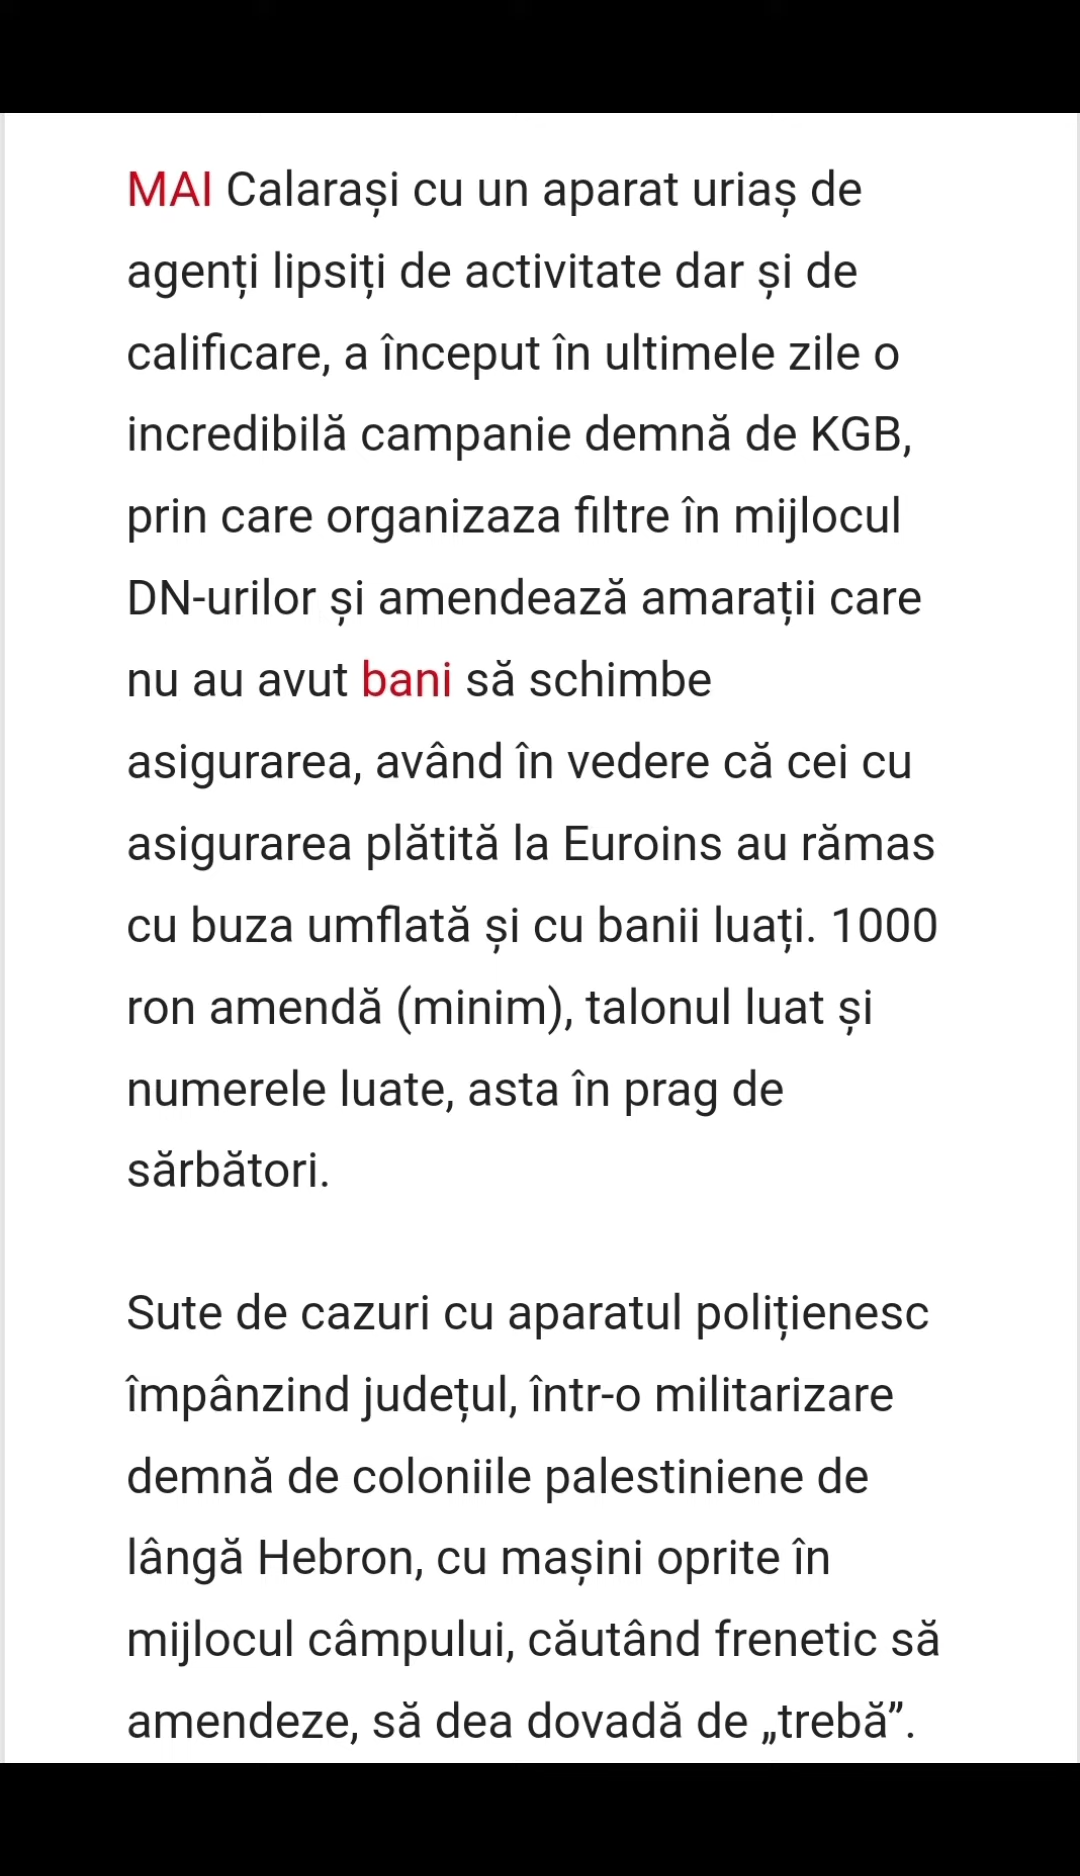 MAI Calarași cu un aparat uriaș de
agenți lipsiți de activitate dar și de
calificare, a început în ultimele zile o
incredibilă campanie demnă de KGB,
prin care organizaza filtre în mijlocul
DN-urilor și amendează amarații care
nu au avut bani să schimbe
asigurarea, având în vedere că cei cu
asigurarea plătită la Euroins au rămas
cu buza umflată și cu banii luați. 1000
ron amendă (minim), talonul luat și
numerele luate, asta în prag de
sărbători.
Sute de cazuri cu aparatul polițienesc
împânzind județul, într-o militarizare
demnă de coloniile palestiniene de
lângă Hebron, cu mașini oprite în
mijlocul câmpului, căutând frenetic să
amendeze, să dea dovadă de „trebă”.